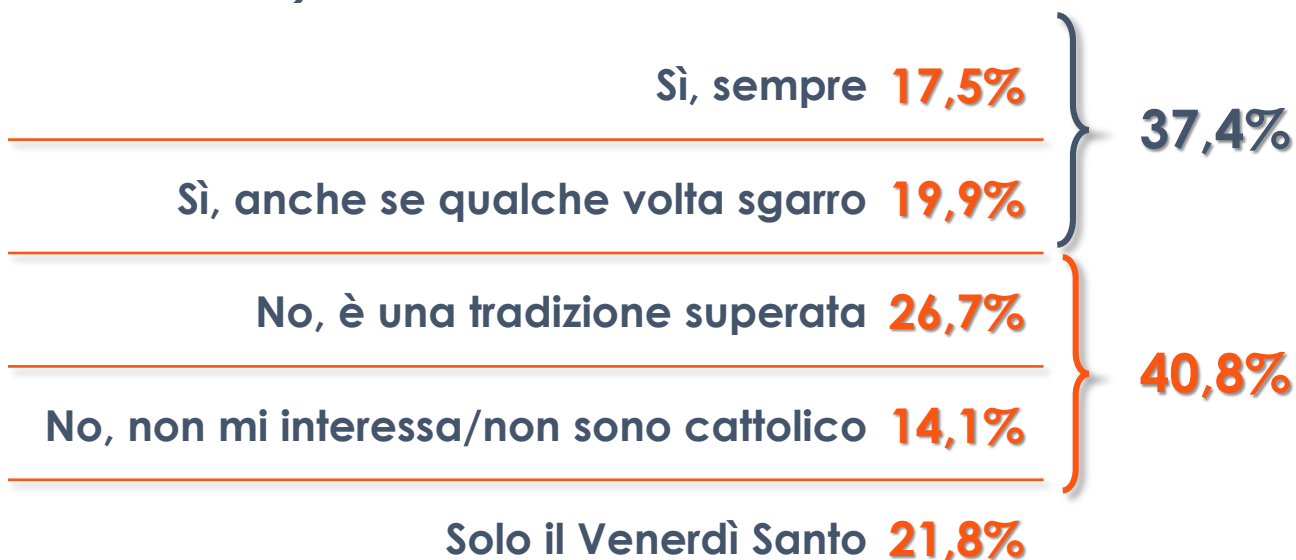 Sì, sempre 17,5%
37,4%
Sì, anche se qualche volta sgarro 19,9%
No, è una tradizione superata 26,7%
40,8%
No, non mi interessa/non sono cattolico 14,1%
Solo il Venerdì Santo 21,8%